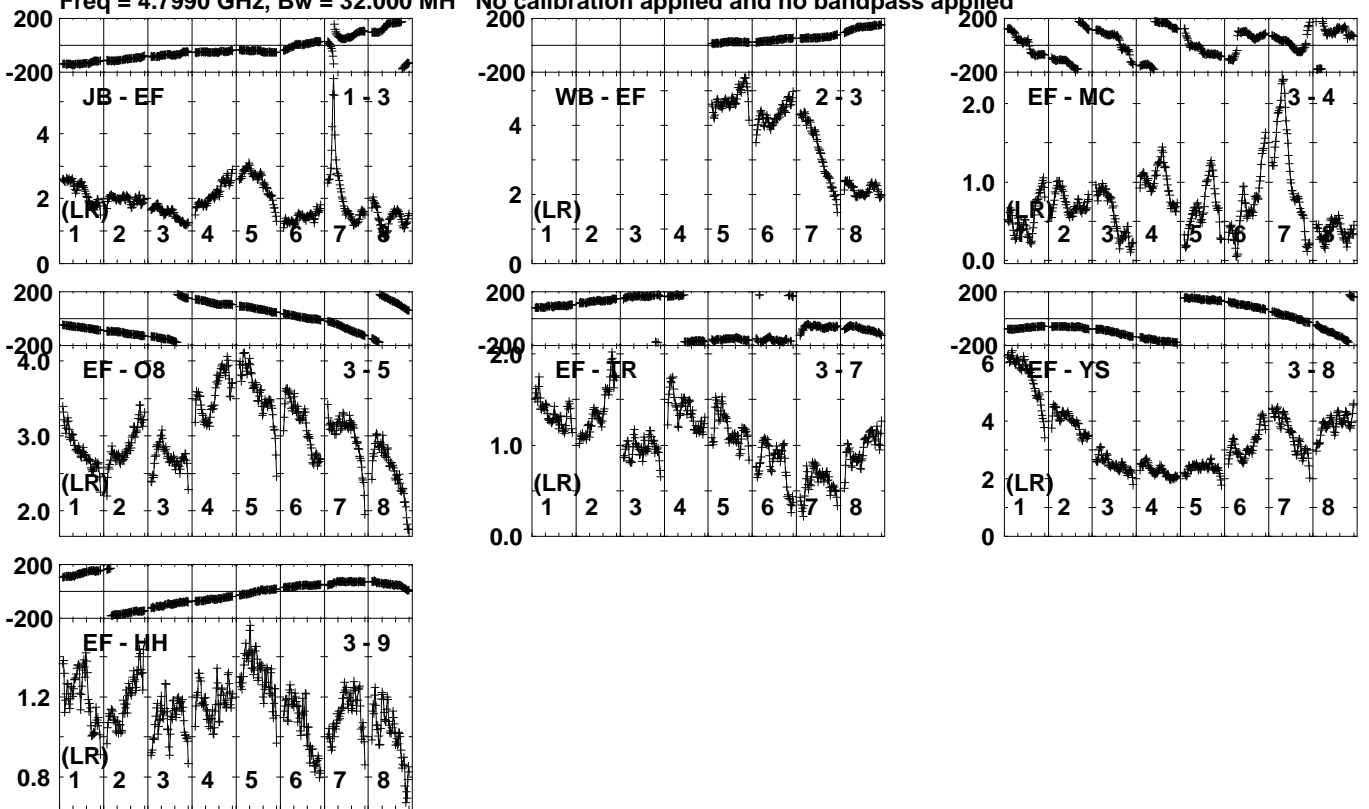 Freq = 4.7990 GHz, Bw = 32.000 MH No calibration applied and no bandpass applied
200
-200
JB - EF 1 - 3
4
2
0
(LR)
1 2 3 4 5 6 7 8
200
-200
WB - EF 2 - 3
4
2
0
(LR)
1 2 3 4 5 6 7 8
200
-200
EF - MC 3 - 4
2.0
1.0
0.0
(LR)
1 2 3 4 5 6 7 8
200
-200
EF - O8 3 - 5
4.0
3.0
2.0
(LR)
1 2 3 4 5 6 7 8
200
-200
EF - TR 3 - 7
2.0
1.0
0.0
(LR)
1 2 3 4 5 6 7 8
200
-200
EF - YS 3 - 8
6
4
2
0
(LR)
1 2 3 4 5 6 7 8
200
-200
EF - HH 3 - 9
1.2
0.8
(LR)
1 2 3 4 5 6 7 8